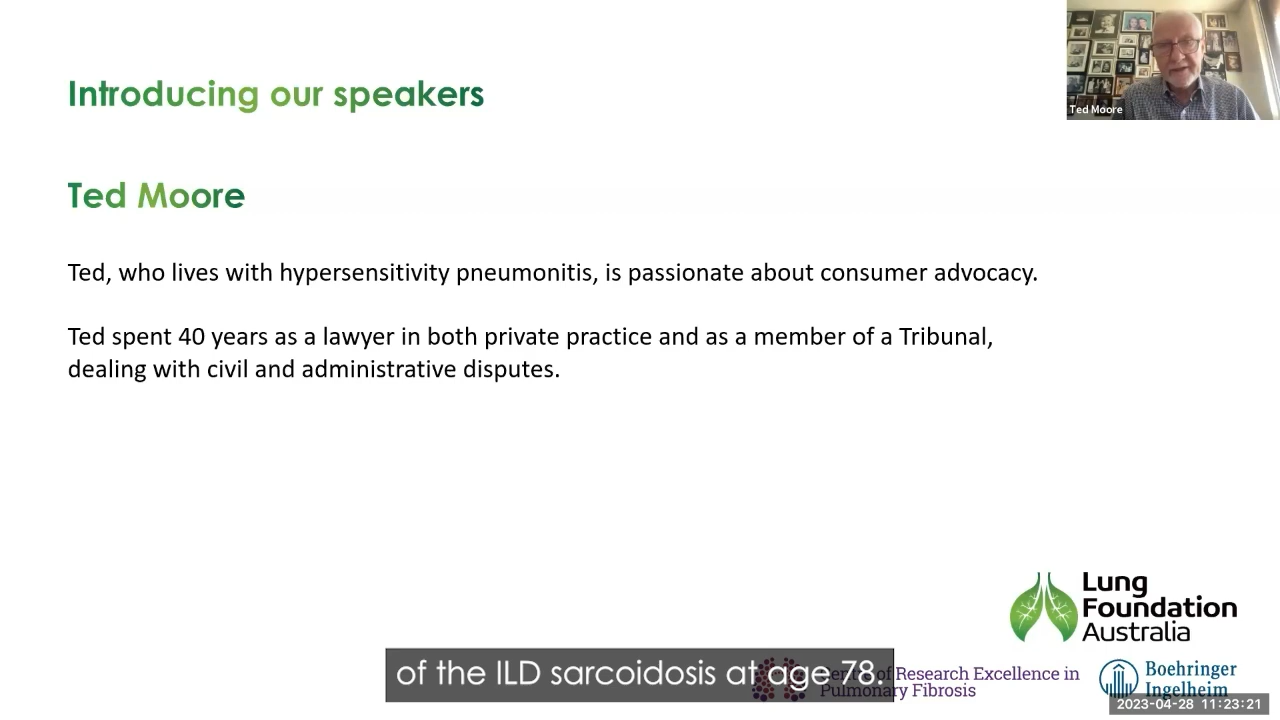 Introducing our speakers
Ted Moore
Ted Moore
Ted, who lives with hypersensitivity pneumonitis, is passionate about consumer advocacy.
Ted spent 40 years as a lawyer in both private practice and as a member of a Tribunal,
dealing with civil and administrative disputes.
Lung
Foundation
Australia
of the ILD sarcoidosis at age 78.
Centre of Research Excellence in
Pulmonary Fibrosis
Boehringer
Ingelheim
2023-04-28 11:23:21